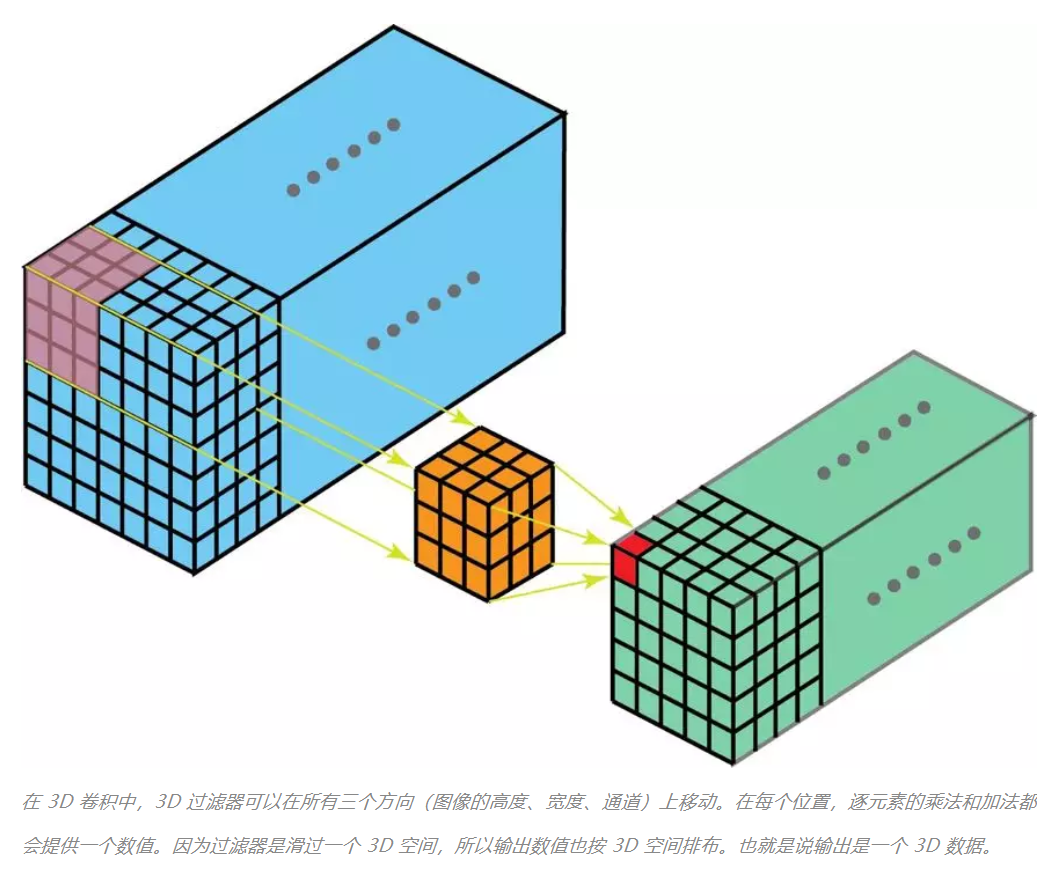 在 3D 卷积中，3D 过滤器可以在所有三个方向（图像的高度、宽度、通道）上移动。在每个位置，逐元素的乘法和加法都
会提供一个数值。因为过滤器是滑过一个 3D 空间，所以输出数值也按 3D 空间排布。也就是说输出是一个 3D 数据。